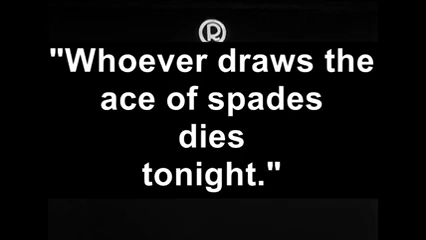 ®
"Whoever draws the
ace of spades
dies
tonight."